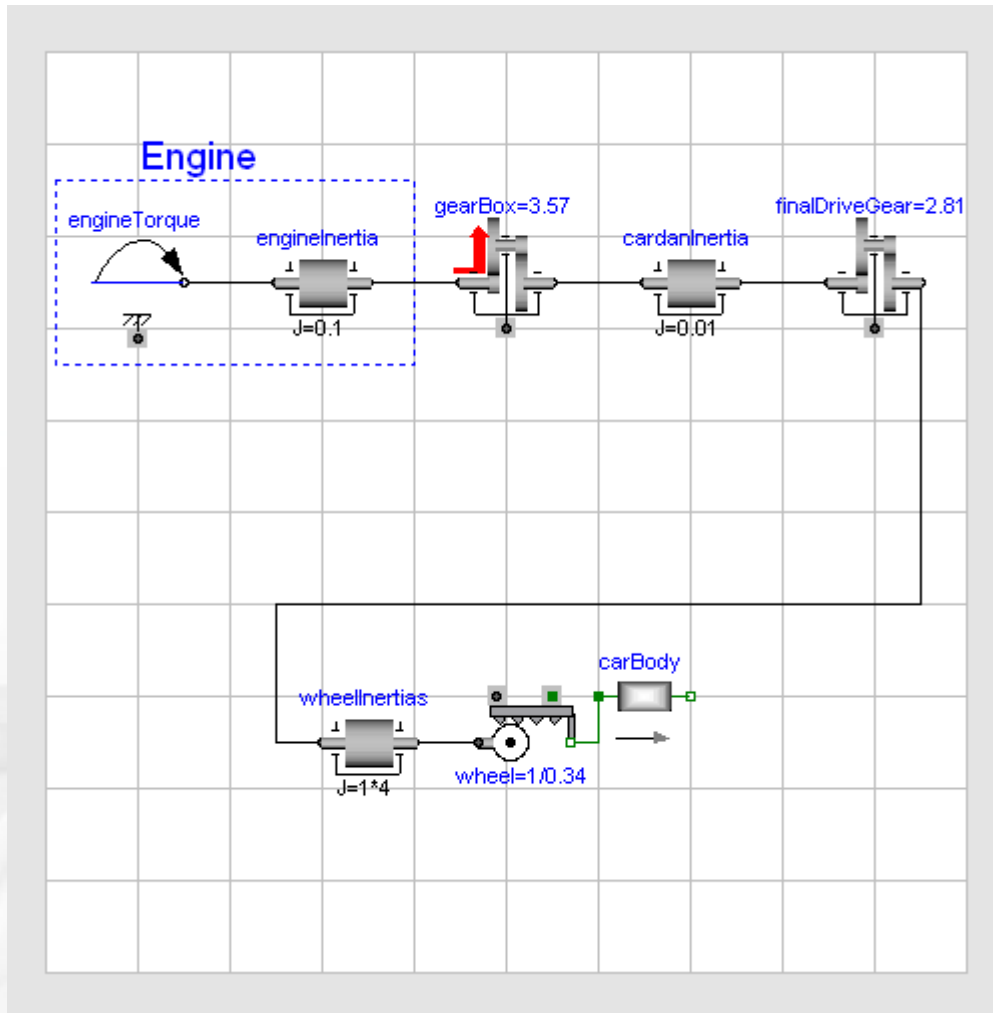 Engine
engineTorque
engineInertia
J=0.1
gearBox=3.57
cardanInertia
J=0.01
finalDriveGear=2.81
wheelInertias
J=1*4
wheel=1/0.34
carBody